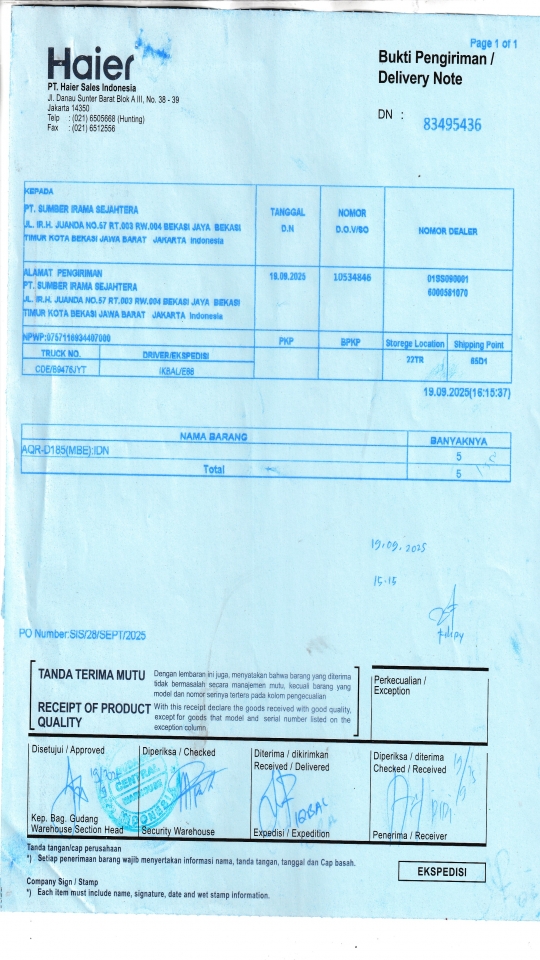 Page 1 of 1
Haier
PT. Haier Sales Indonesia
Jl. Danau Sunter Barat Blok A III, No. 38 - 39
Jakarta 14350
Telp : (021) 6505668 (Hunting)
Fax : (021) 6512556
Bukti Pengiriman /
Delivery Note
DN : 83495436
KEPADA
PT. SUMBER IRAMA SEJAHTERA
JL. IR.H. JUANDA NO.57 RT.003 RW.004 BEKASI JAYA BEKASI
TIMUR KOTA BEKASI JAWA BARAT JAKARTA Indonesia
TANGGAL
D.N
NOMOR
D.O.V/SO
NOMOR DEALER
ALAMAT PENGIRIMAN
PT. SUMBER IRAMA SEJAHTERA
JL. IR.H. JUANDA NO.57 RT.003 RW.004 BEKASI JAYA BEKASI
TIMUR KOTA BEKASI JAWA BARAT JAKARTA Indonesia
19.09.2025
10534846
01SS090001
6000581070
NPWP:0757116934407000
PKP
BPKP
Storege Location
Shipping Point
TRUCK NO.
DRIVER/EKSPEDISI
22TR
65D1
CDE/B9476JYT
IKBAL/E68
19.09.2025(16:15:37)
NAMA BARANG
BANYAKNYA
AQR-D185(MBE):IDN
5
Total
5
19.09.2025
15.15
PO Number:SIS/28/SEPT/2025
TANDA TERIMA MUTU
Dengan lembaran ini juga, menyatakan bahwa barang yang diterima
tidak bermasalah secara manajemen mutu, kecuali barang yang
model dan nomor serinya tertera pada kolom pengecualian
RECEIPT OF PRODUCT
QUALITY
With this receipt declare the goods received with good quality,
except for goods that model and serial number listed on the
exception column
Perkecualian /
Exception
Disetujui / Approved
Diperiksa / Checked
Diterima / dikirimkan
Received / Delivered
Diperiksa / diterima
Checked / Received
CENTRAL
IQBAL
DIDI
Kep. Bag. Gudang
Warehouse Section Head
Security Warehouse
Expedisi / Expedition
Penerima / Receiver
Tanda tangan/cap perusahaan
*) Setiap penerimaan barang wajib menyertakan informasi nama, tanda tangan, tanggal dan Cap basah.
EKSPEDISI
Company Sign / Stamp
*) Each item must include name, signature, date and wet stamp information.